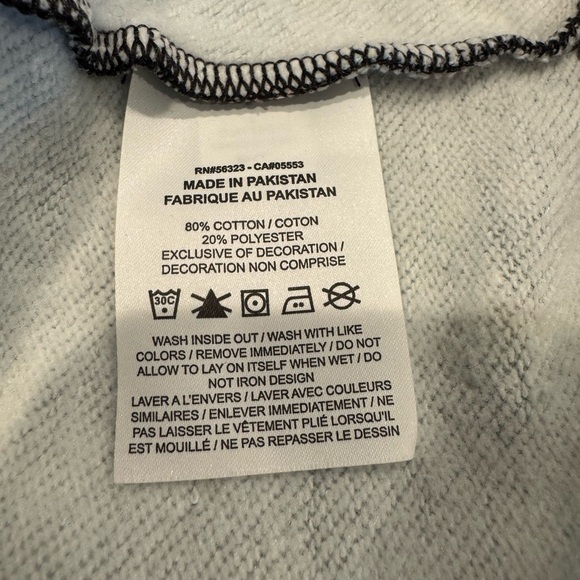 RN#56323 - CA#05553
MADE IN PAKISTAN
FABRIQUE AU PAKISTAN
80% COTTON / COTON
20% POLYESTER
EXCLUSIVE OF DECORATION /
DECORATION NON COMPRISE
30C
WASH INSIDE OUT / WASH WITH LIKE
COLORS / REMOVE IMMEDIATELY / DO NOT
ALLOW TO LAY ON ITSELF WHEN WET / DO
NOT IRON DESIGN
LAVER A L'ENVERS / LAVER AVEC COULEURS
SIMILAIRES / ENLEVER IMMEDIATEMENT / NE
PAS LAISSER LE VÊTEMENT PLIÉ LORSQU'IL
EST MOUILLÉ / NE PAS REPASSER LE DESSIN